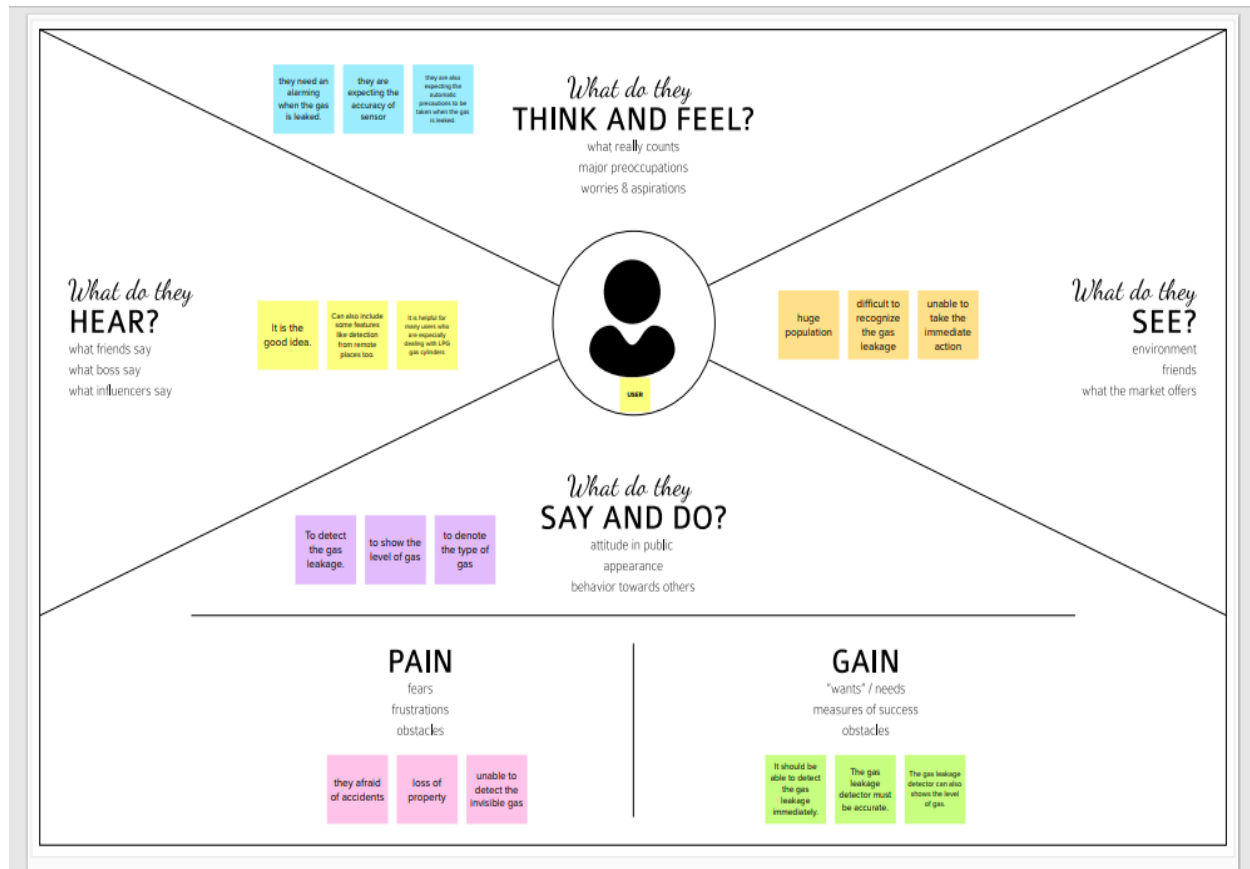 they need an
alarming
when the gas
is leaked.
they are
expecting the
accuracy of
sensor
they are also
expecting the
automatic
precautions to be
taken when the gas
is leaked.
What do they
THINK AND FEEL?
what really counts
major preoccupations
worries & aspirations
What do they
HEAR?
what friends say
what boss say
what influencers say
It is the
good idea.
Can also include
some features
like detection
from remote
places too.
It is helpful for
many users who
are especially
dealing with LPG
gas cylinders
USER
huge
population
difficult to
recognize
the gas
leakage
unable to
take the
immediate
action
What do they
SEE?
environment
friends
what the market offers
What do they
SAY AND DO?
attitude in public
appearance
behavior towards others
To detect
the gas
leakage.
to show the
level of gas
to denote
the type of
gas
PAIN
fears
frustrations
obstacles
they afraid
of accidents
loss of
property
unable to
detect the
invisible gas
GAIN
"wants" / needs
measures of success
obstacles
It should be
able to detect
the gas
leakage
immediately.
The gas
leakage
detector must
be accurate.
The gas leakage
detector can also
shows the level
of gas.